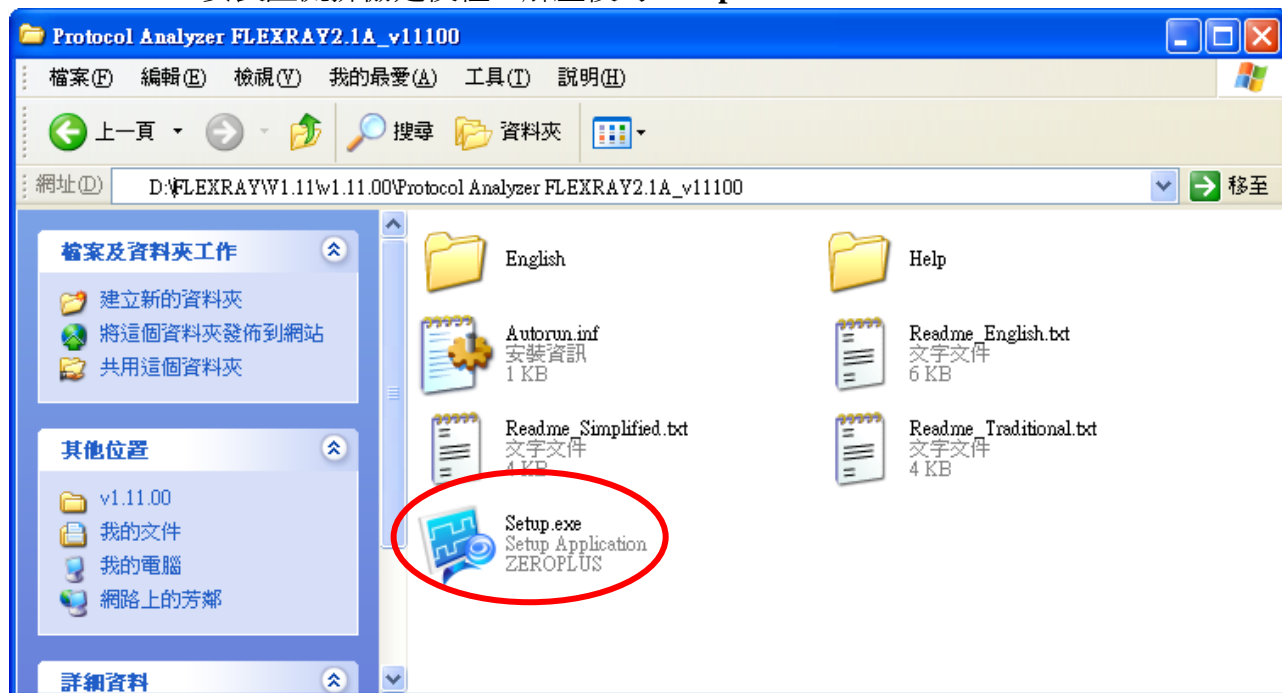 Protocol Analyzer FLEXRAY2.1A_v11100
檔案(F) 編輯(E) 檢視(V) 我的最愛(A) 工具(T) 說明(H)
上一頁 搜尋 資料夾
網址(D) D:\FLEXRAY\V1.11\v1.11.00\Protocol Analyzer FLEXRAY2.1A_v11100 移至
檔案及資料夾工作
建立新的資料夾
將這個資料夾發佈到網站
共用這個資料夾
其他位置
v1.11.00
我的文件
我的電腦
網路上的芳鄰
詳細資料
English
Help
Autorun.inf
安裝資訊
1 KB
Readme_English.txt
文字文件
6 KB
Readme_Simplified.txt
文字文件
4 KB
Readme_Traditional.txt
文字文件
4 KB
Setup.exe
Setup Application
ZEROPLUS